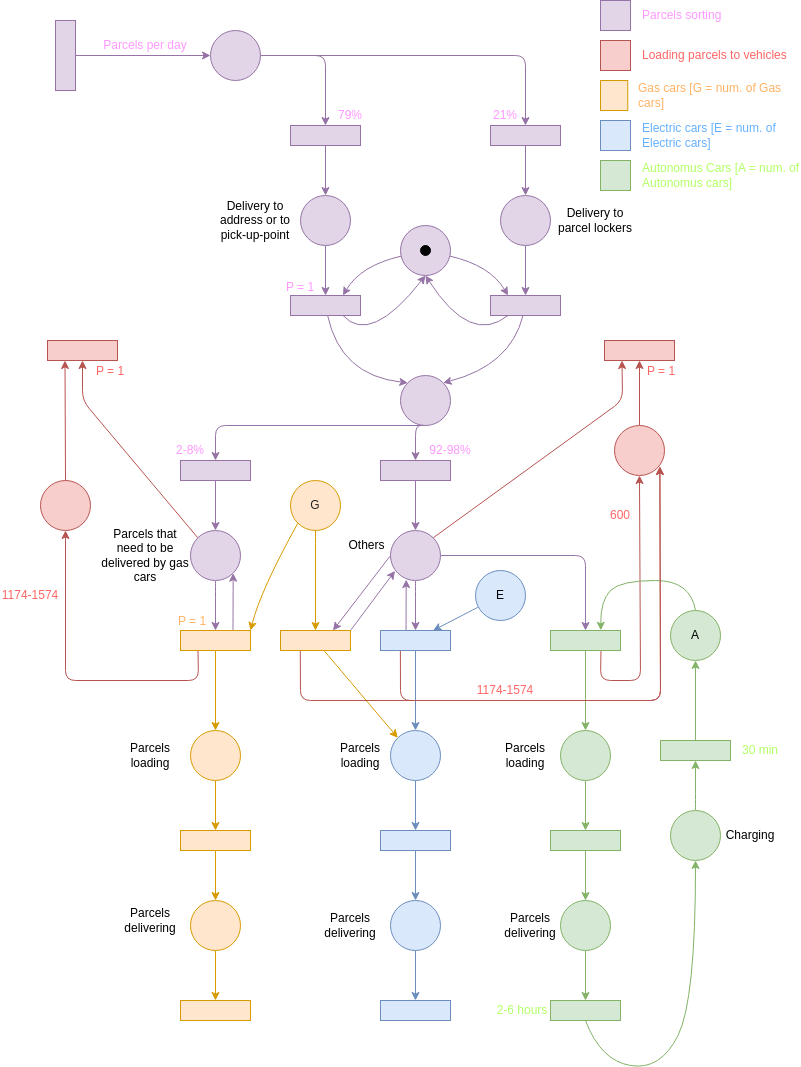 Parcels sorting
Parcels per day
Loading parcels to vehicles
Gas cars [G = num. of Gas
cars]
79%
21%
Electric cars [E = num. of
Electric cars]
Autonomus Cars [A = num. of
Autonomus cars]
Delivery to
address or to
pick-up-point
Delivery to
parcel lockers
P = 1
P = 1
P = 1
2-8%
92-98%
G
600
Parcels that
need to be
delivered by gas
cars
Others
1174-1574
E
P = 1
A
1174-1574
Parcels
loading
Parcels
loading
Parcels
loading
30 min
Charging
Parcels
delivering
Parcels
delivering
Parcels
delivering
2-6 hours